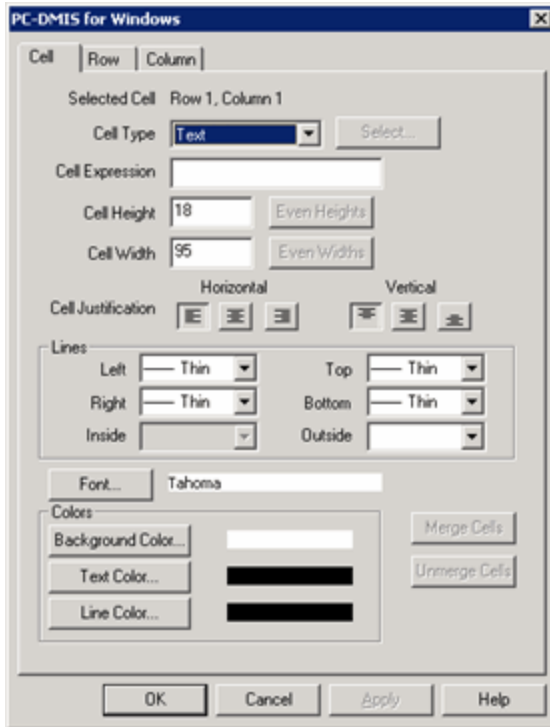 PC-DMIS for Windows
Cell Row Column
Selected Cell Row 1, Column 1
Cell Type Text Select...
Cell Expression
Cell Height 18 Even Heights
Cell Width 95 Even Widths
Horizontal Vertical
Cell Justification
Lines
Left Thin Top Thin
Right Thin Bottom Thin
Inside Outside
Font... Tahoma
Colors
Background Color... Merge Cells
Text Color... Unmerge Cells
Line Color...
OK Cancel Apply Help